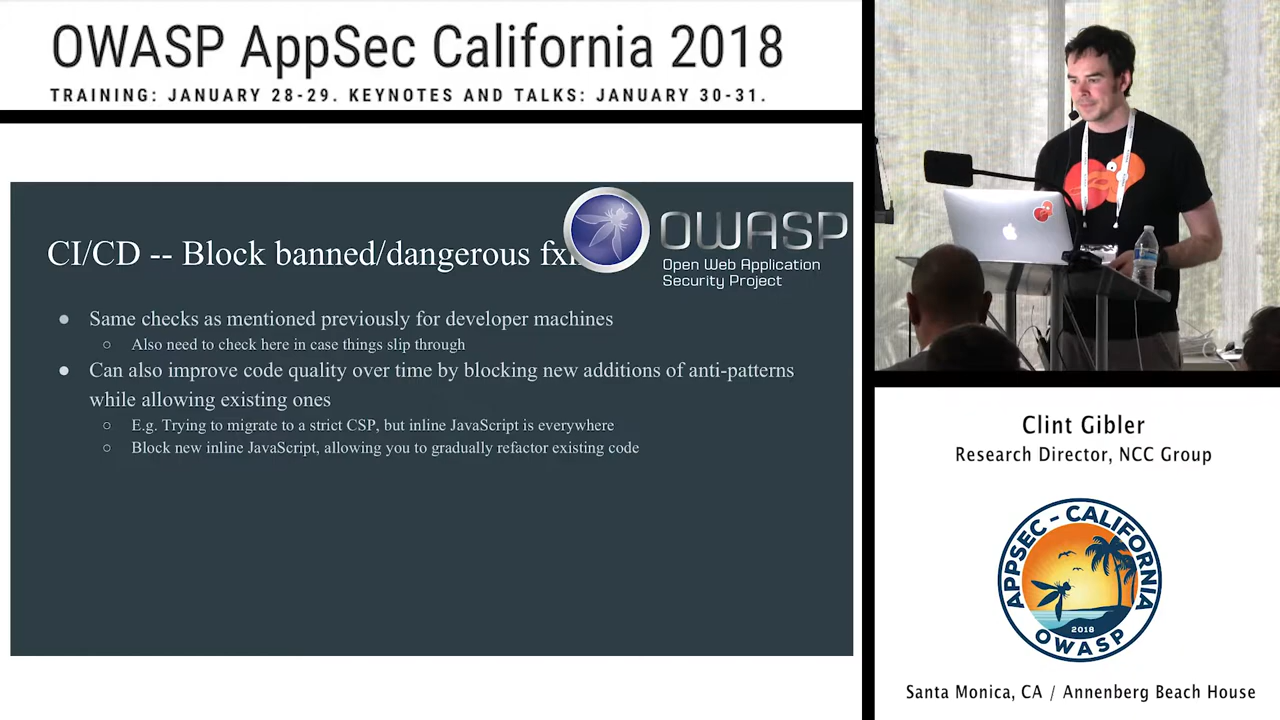 OWASP AppSec California 2018
TRAINING: JANUARY 28-29. KEYNOTES AND TALKS: JANUARY 30-31.
CI/CD -- Block banned/dangerous
OWASP
Open Web Application
Security Project
● Same checks as mentioned previously for developer machines
○ Also need to check here in case things slip through
● Can also improve code quality over time by blocking new additions of anti-patterns
while allowing existing ones
○ E.g. Trying to migrate to a strict CSP, but inline JavaScript is everywhere
○ Block new inline JavaScript, allowing you to gradually refactor existing code
Clint Gibler
Research Director, NCC Group
APPSEC - CALIFORNIA
2018
OWASP
Santa Monica, CA / Annenberg Beach House